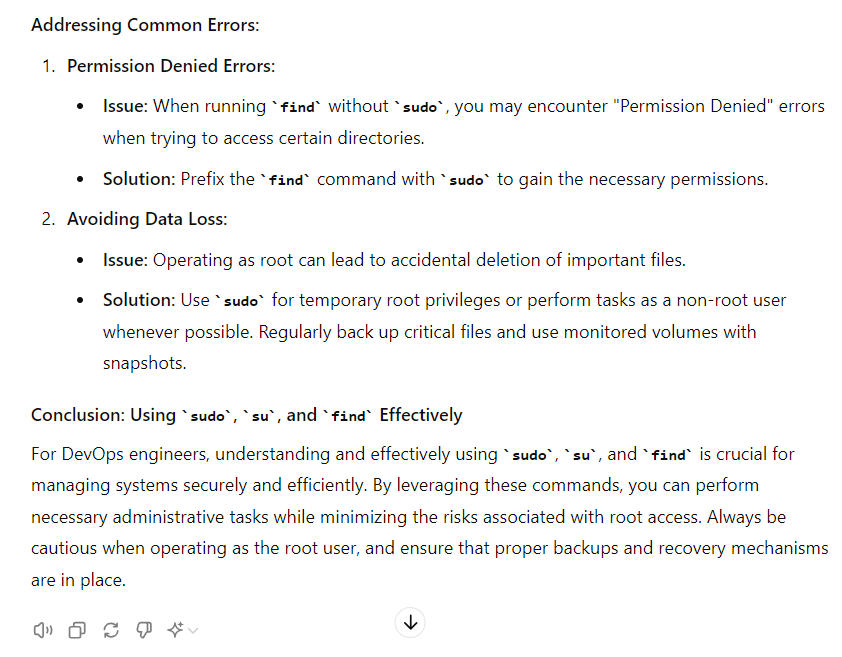 Addressing Common Errors:
1. Permission Denied Errors:
• Issue: When running `find` without `sudo`, you may encounter "Permission Denied" errors
when trying to access certain directories.
• Solution: Prefix the `find` command with `sudo` to gain the necessary permissions.
2. Avoiding Data Loss:
• Issue: Operating as root can lead to accidental deletion of important files.
• Solution: Use `sudo` for temporary root privileges or perform tasks as a non-root user
whenever possible. Regularly back up critical files and use monitored volumes with
snapshots.
Conclusion: Using `sudo`, `su`, and `find` Effectively
For DevOps engineers, understanding and effectively using `sudo`, `su`, and `find` is crucial for
managing systems securely and efficiently. By leveraging these commands, you can perform
necessary administrative tasks while minimizing the risks associated with root access. Always be
cautious when operating as the root user, and ensure that proper backups and recovery mechanisms
are in place.